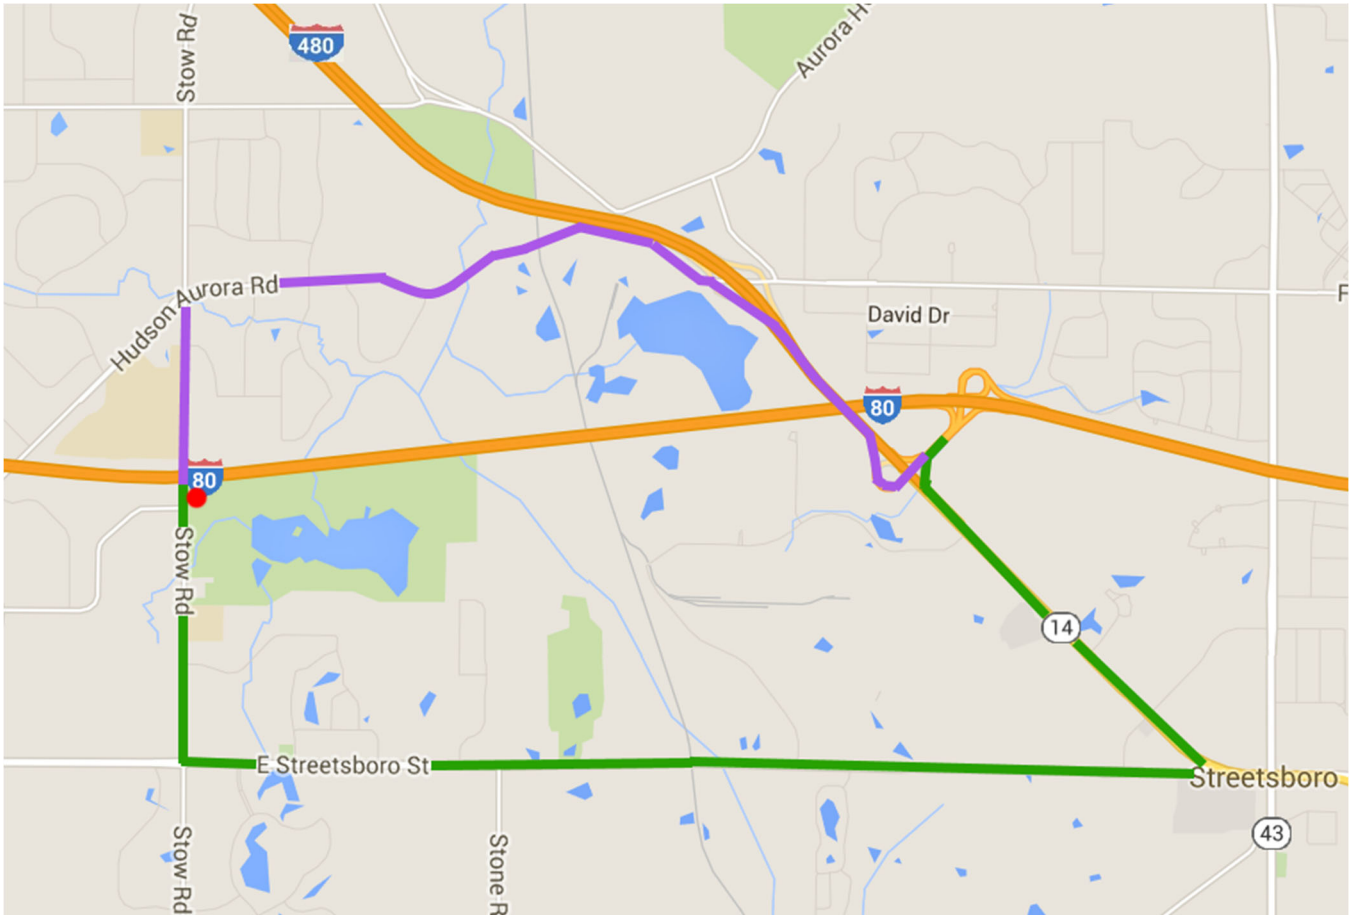 Stow Rd
480
Aurora H
Hudson Aurora Rd
F
David Dr
80
80
Stow Rd
14
E Streetsboro St
Streetsboro
43
Stow Rd
Stone R